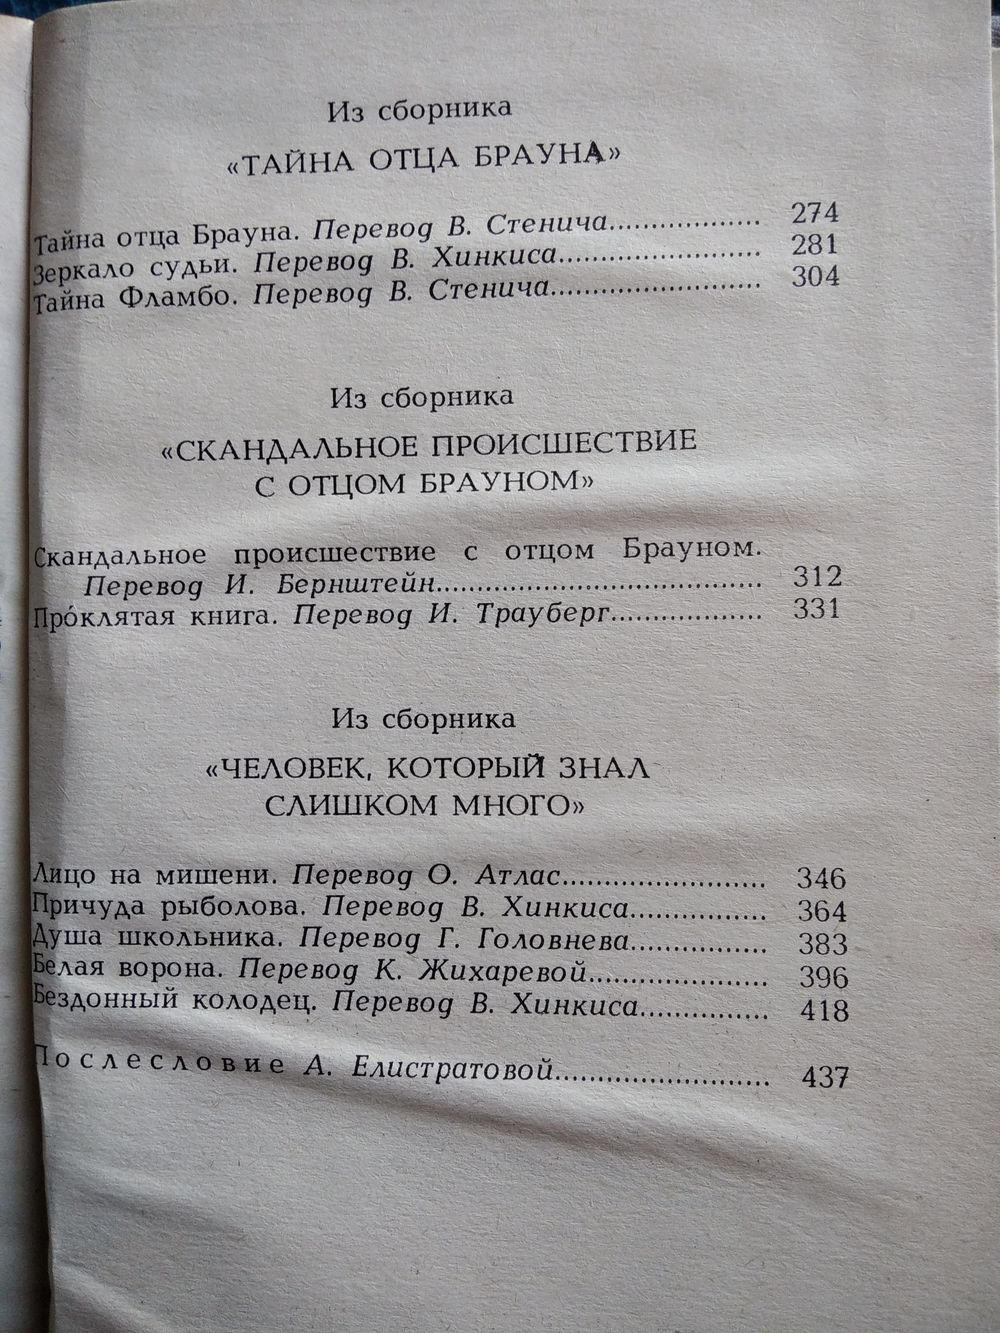 Из сборника
«ТАЙНА ОТЦА БРАУНА»
Тайна отца Брауна. Перевод В. Стенича.................. 274
Зеркало судьи. Перевод В. Хинкиса........................ 281
Тайна Фламбо. Перевод В. Стенича......................... 304
Из сборника
«СКАНДАЛЬНОЕ ПРОИСШЕСТВИЕ
С ОТЦОМ БРАУНОМ»
Скандальное происшествие с отцом Брауном.
Перевод И. Бернштейн...................................... 312
Про́клятая книга. Перевод И. Трауберг.................. 331
Из сборника
«ЧЕЛОВЕК, КОТОРЫЙ ЗНАЛ
СЛИШКОМ МНОГО»
Лицо на мишени. Перевод О. Атлас........................ 346
Причуда рыболова. Перевод В. Хинкиса................ 364
Душа школьника. Перевод Г. Головнева................ 383
Белая ворона. Перевод К. Жихаревой..................... 396
Бездонный колодец. Перевод В. Хинкиса............... 418
Послесловие А. Елистратовой.......................... 437